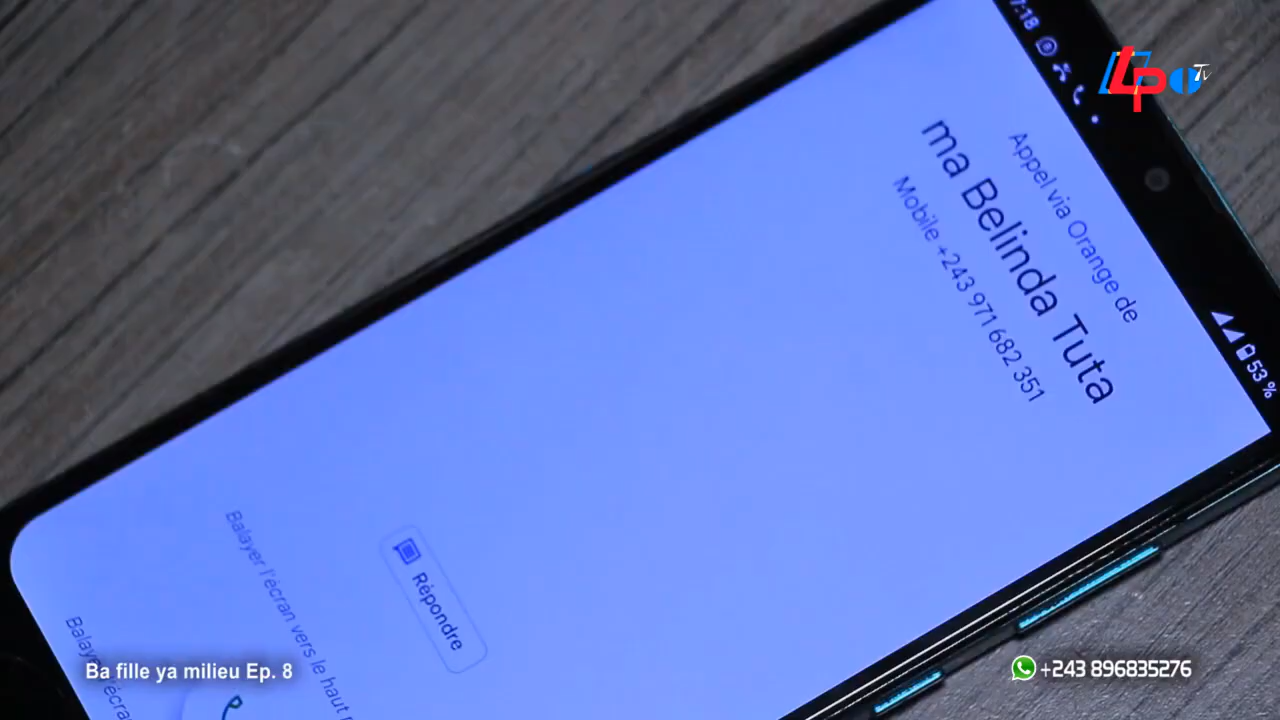 7:18
53 %
Appel via Orange de
ma Belinda Tuta
Mobile +243 971 682 351
Répondre
Balayer l'écran vers le haut
LPO Tv
Ba fille ya milieu Ep. 8
+243 896835276